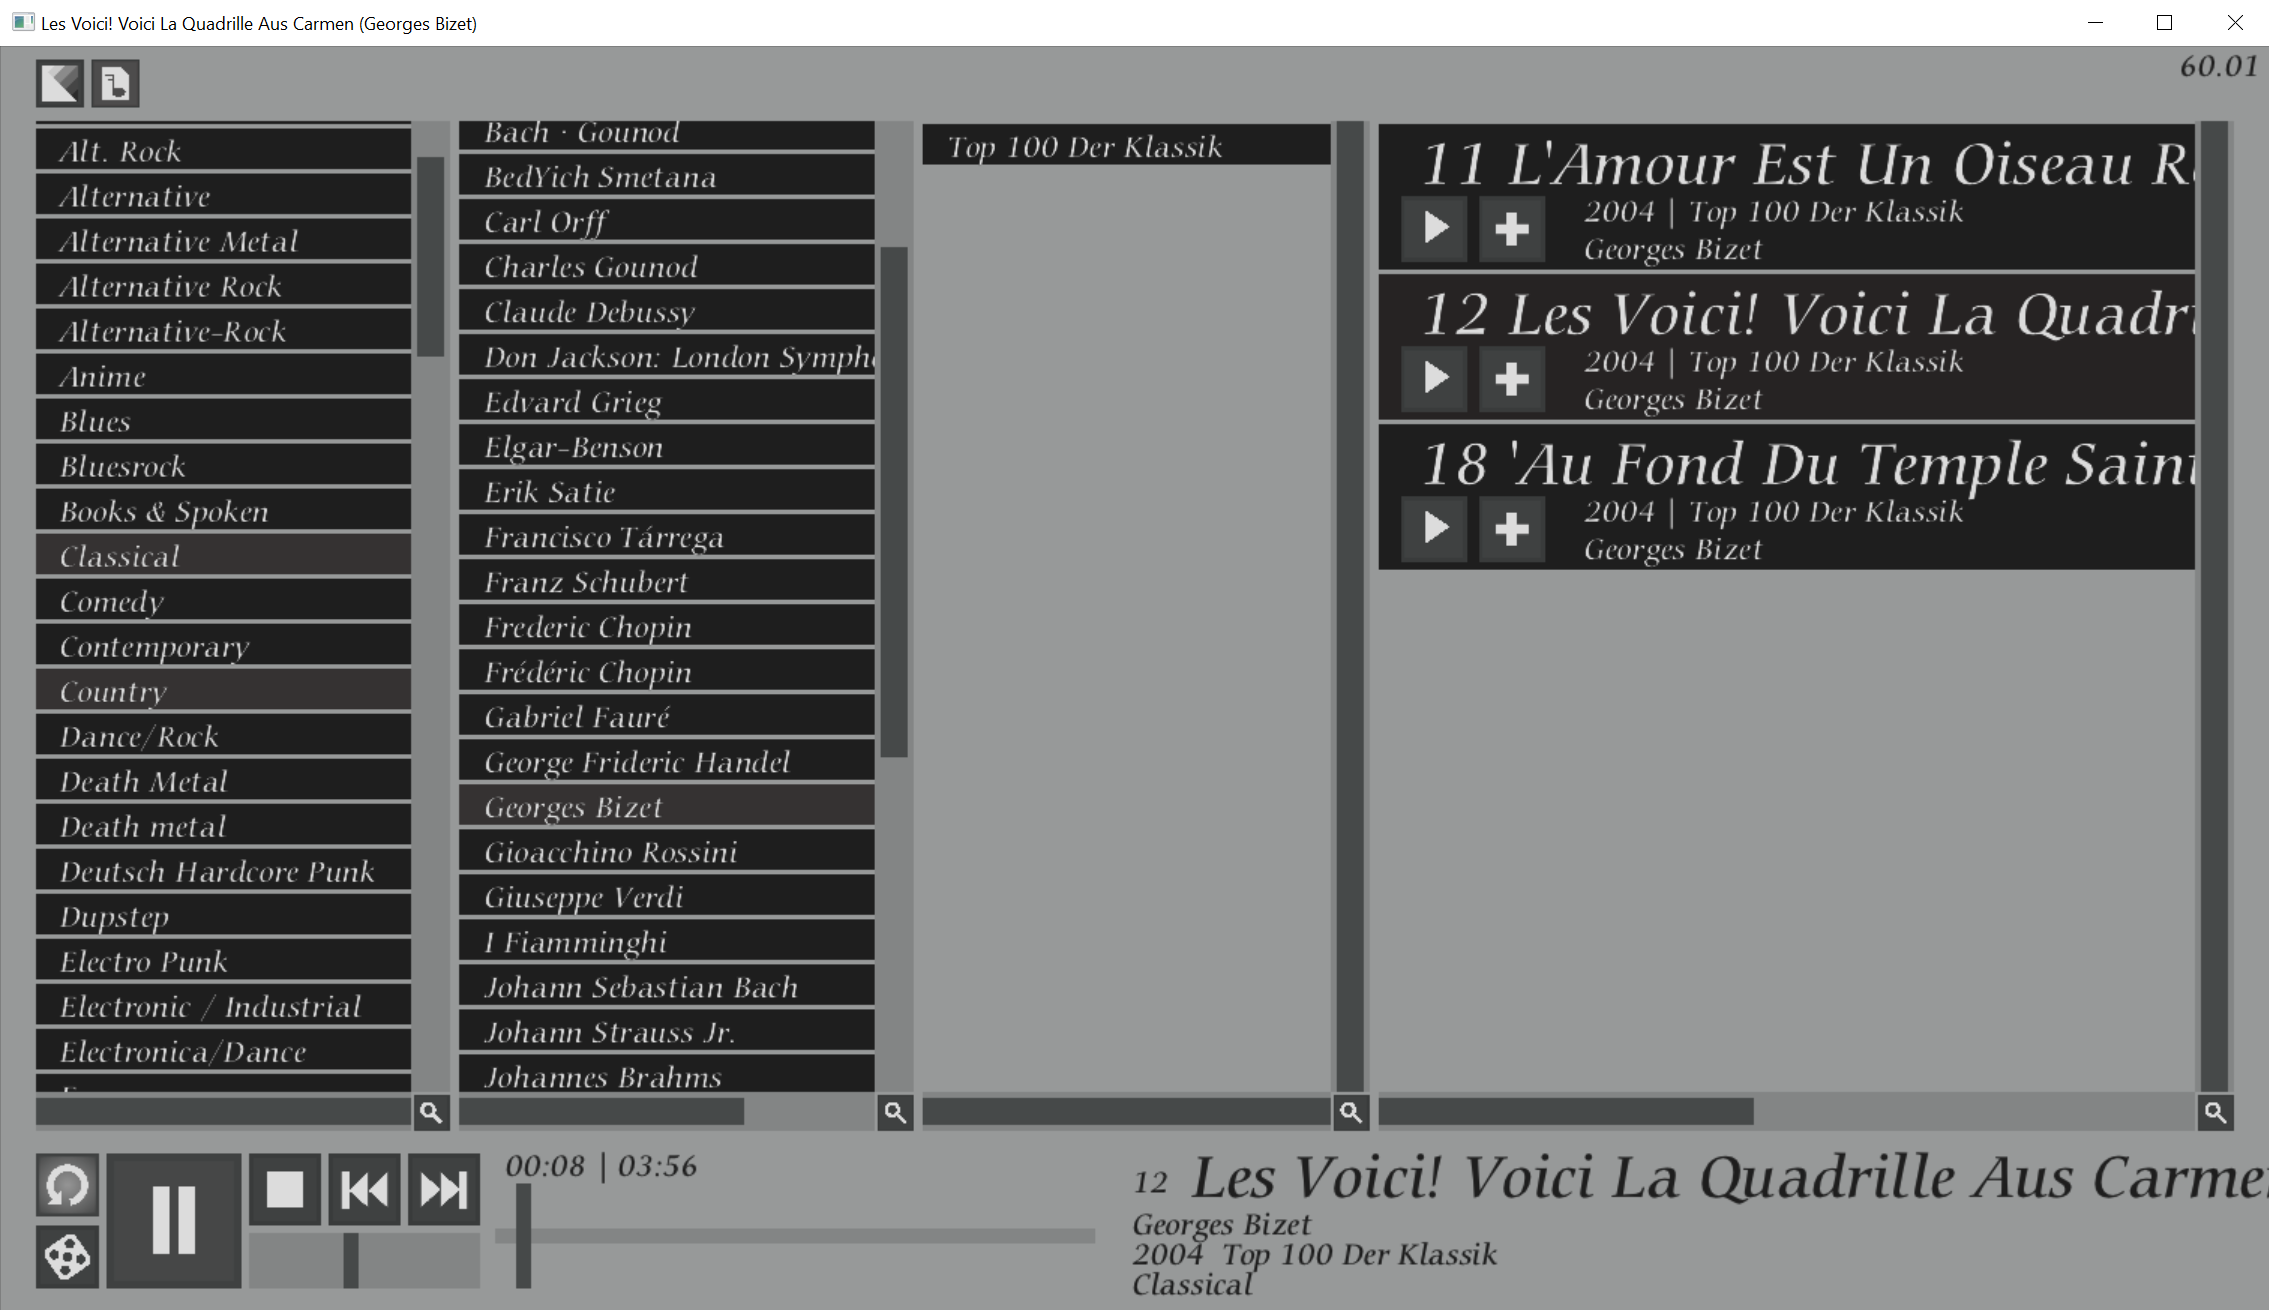 Les Voici! Voici La Quadrille Aus Carmen (Georges Bizet)
60.01
Alt. Rock
Alternative
Alternative Metal
Alternative Rock
Alternative-Rock
Anime
Blues
Bluesrock
Books & Spoken
Classical
Comedy
Contemporary
Country
Dance/Rock
Death Metal
Death metal
Deutsch Hardcore Punk
Dupstep
Electro Punk
Electronic / Industrial
Electronica/Dance
Bach · Gounod
BedYich Smetana
Carl Orff
Charles Gounod
Claude Debussy
Don Jackson: London Sympho
Edvard Grieg
Elgar-Benson
Erik Satie
Francisco Tárrega
Franz Schubert
Frederic Chopin
Frédéric Chopin
Gabriel Fauré
George Frideric Handel
Georges Bizet
Gioacchino Rossini
Giuseppe Verdi
I Fiamminghi
Johann Sebastian Bach
Johann Strauss Jr.
Johannes Brahms
Top 100 Der Klassik
11 L'Amour Est Un Oiseau R
2004 | Top 100 Der Klassik
Georges Bizet
12 Les Voici! Voici La Quadri
2004 | Top 100 Der Klassik
Georges Bizet
18 'Au Fond Du Temple Saint
2004 | Top 100 Der Klassik
Georges Bizet
00:08 | 03:56
12 Les Voici! Voici La Quadrille Aus Carmen
Georges Bizet
2004 Top 100 Der Klassik
Classical